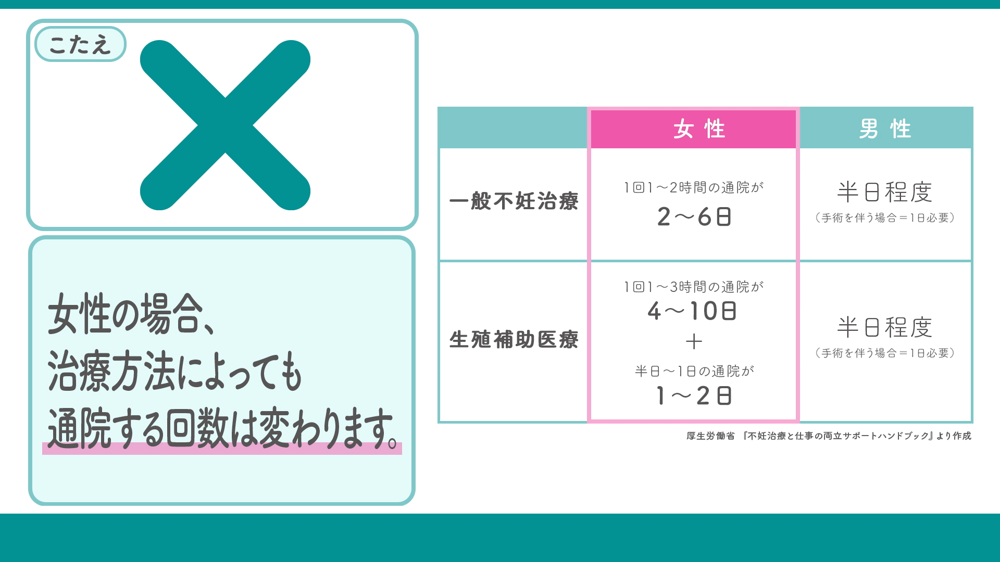 こたえ
女性の場合、
治療方法によっても
通院する回数は変わります。
女性
男性
一般不妊治療
1回1～2時間の通院が
2～6日
半日程度
（手術を伴う場合＝1日必要）
生殖補助医療
1回1～3時間の通院が
4～10日
＋
半日～1日の通院が
1～2日
半日程度
（手術を伴う場合＝1日必要）
厚生労働省 『不妊治療と仕事の両立サポートハンドブック』より作成